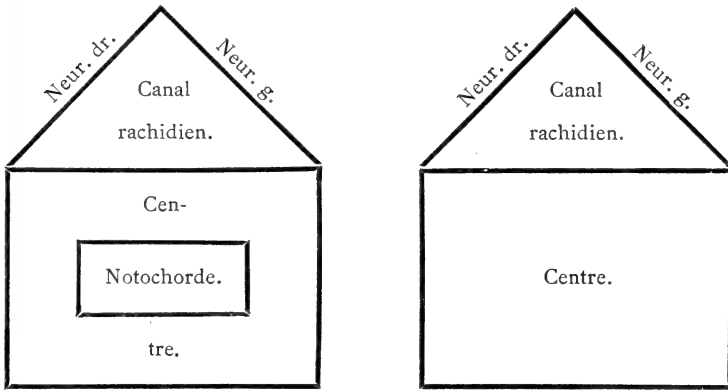 Neur. dr.
Neur. g.
Canal
rachidien.
Cen-
Notochorde.
tre.
Neur. dr.
Neur. g.
Canal
rachidien.
Centre.